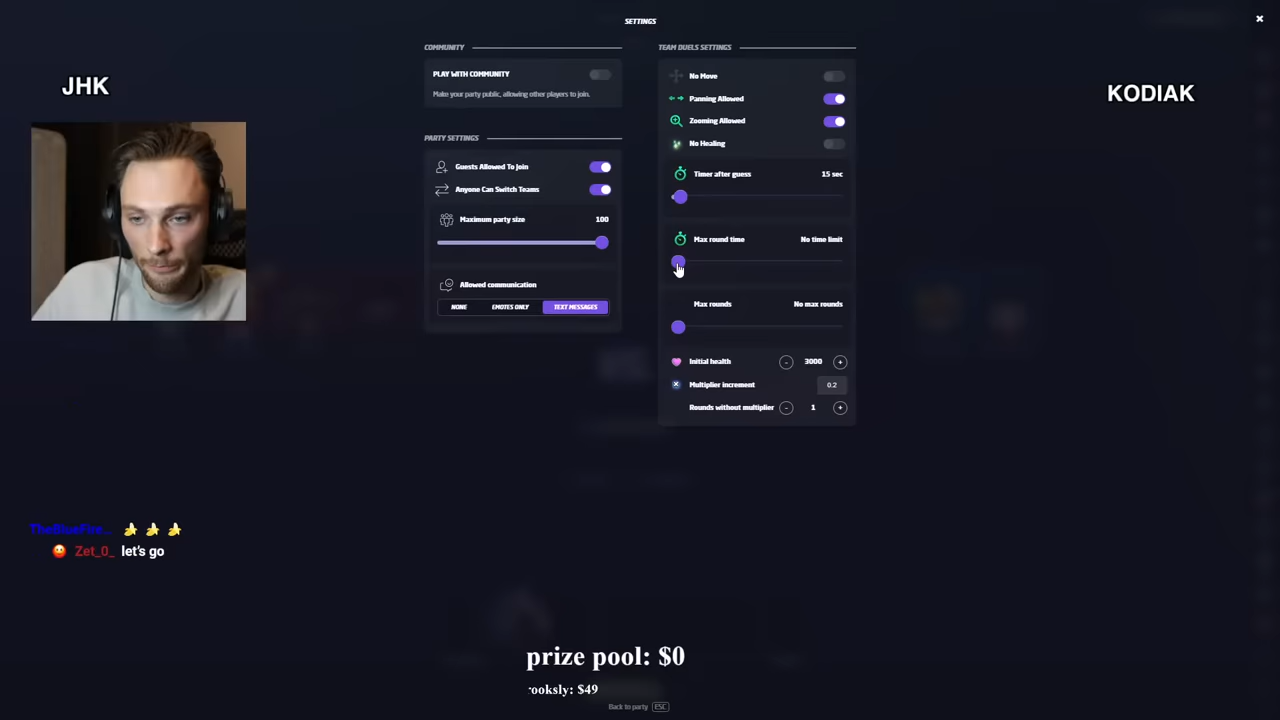 SETTINGS
JHK
KODIAK
COMMUNITY
PLAY WITH COMMUNITY
Make your party public, allowing other players to join.
PARTY SETTINGS
Guests Allowed To Join
Anyone Can Switch Teams
Maximum party size 100
Allowed communication
NONE EMOTES ONLY TEXT MESSAGES
TEAM DUELS SETTINGS
No Move
Panning Allowed
Zooming Allowed
No Healing
Timer after guess 15 sec
Max round time No time limit
Max rounds No max rounds
Initial health - 3000 +
Multiplier increment 0.2
Rounds without multiplier - 1 +
TheBlueFire...
Zet_0_ let's go
prize pool: $0
rooksly: $49
Back to party ESC